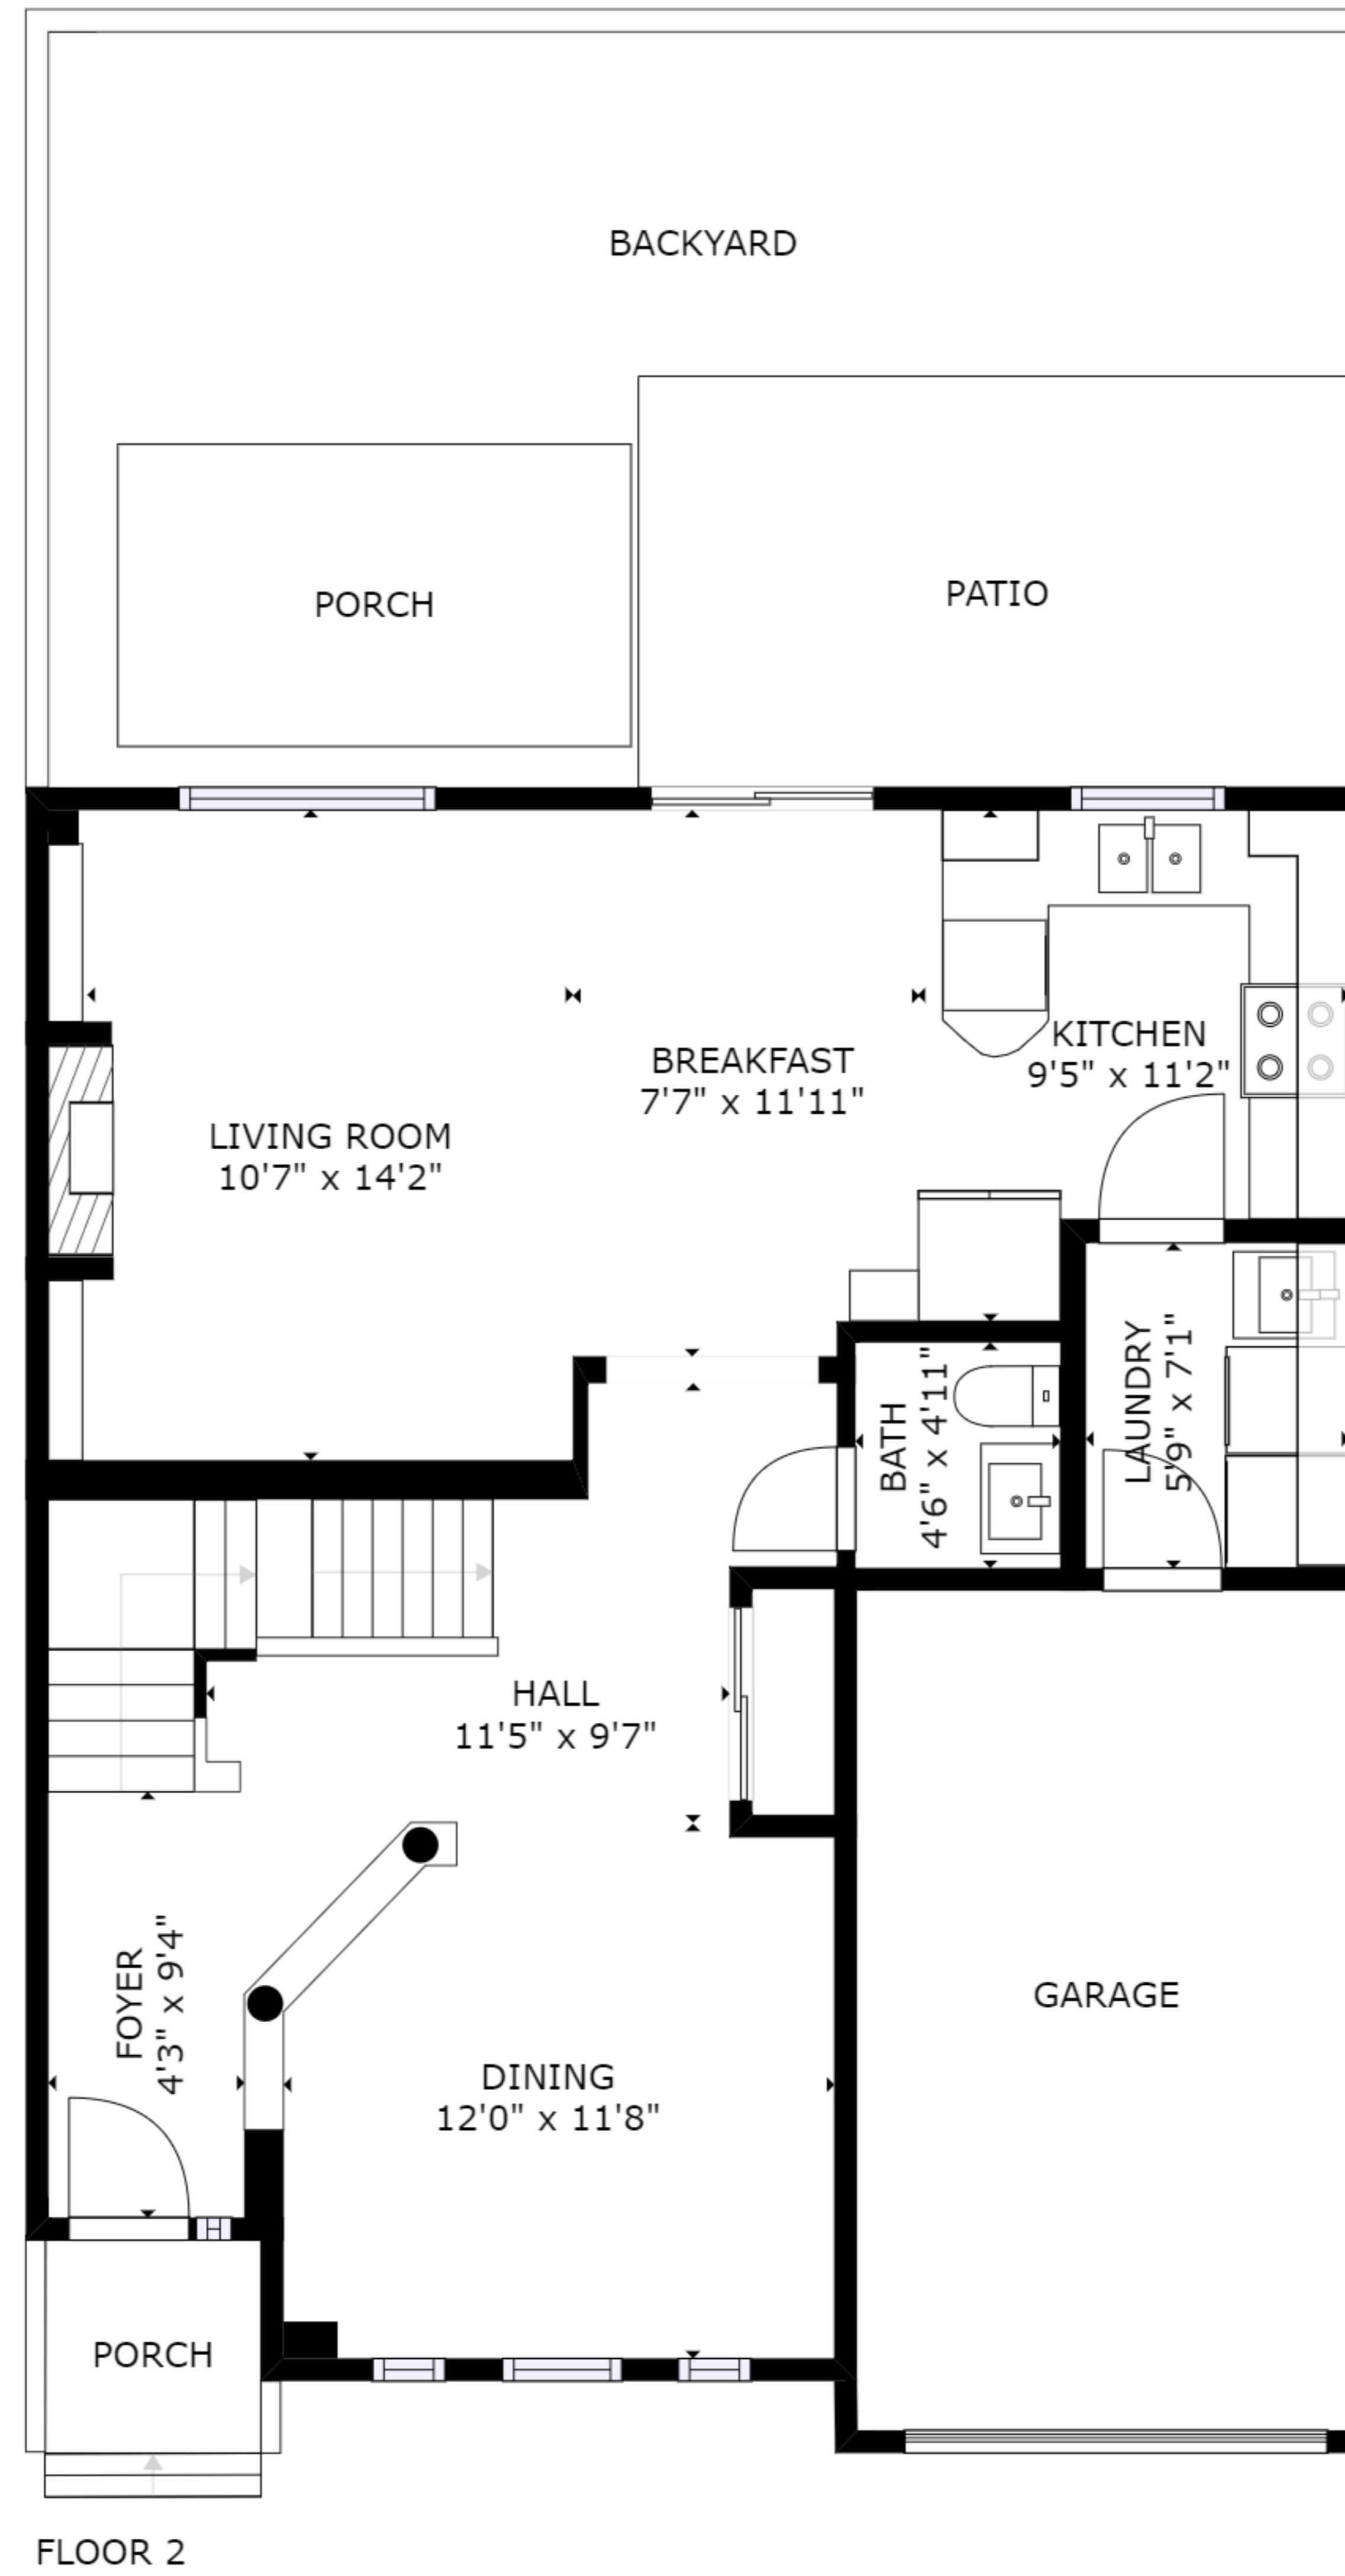 BACKYARD
PORCH
PATIO
KITCHEN
9'5" x 11'2"
BREAKFAST
7'7" x 11'11"
LIVING ROOM
10'7" x 14'2"
BATH
4'6" x 4'11"
LAUNDRY
5'9" x 7'1"
HALL
11'5" x 9'7"
FOYER
4'3" x 9'4"
GARAGE
DINING
12'0" x 11'8"
PORCH
FLOOR 2